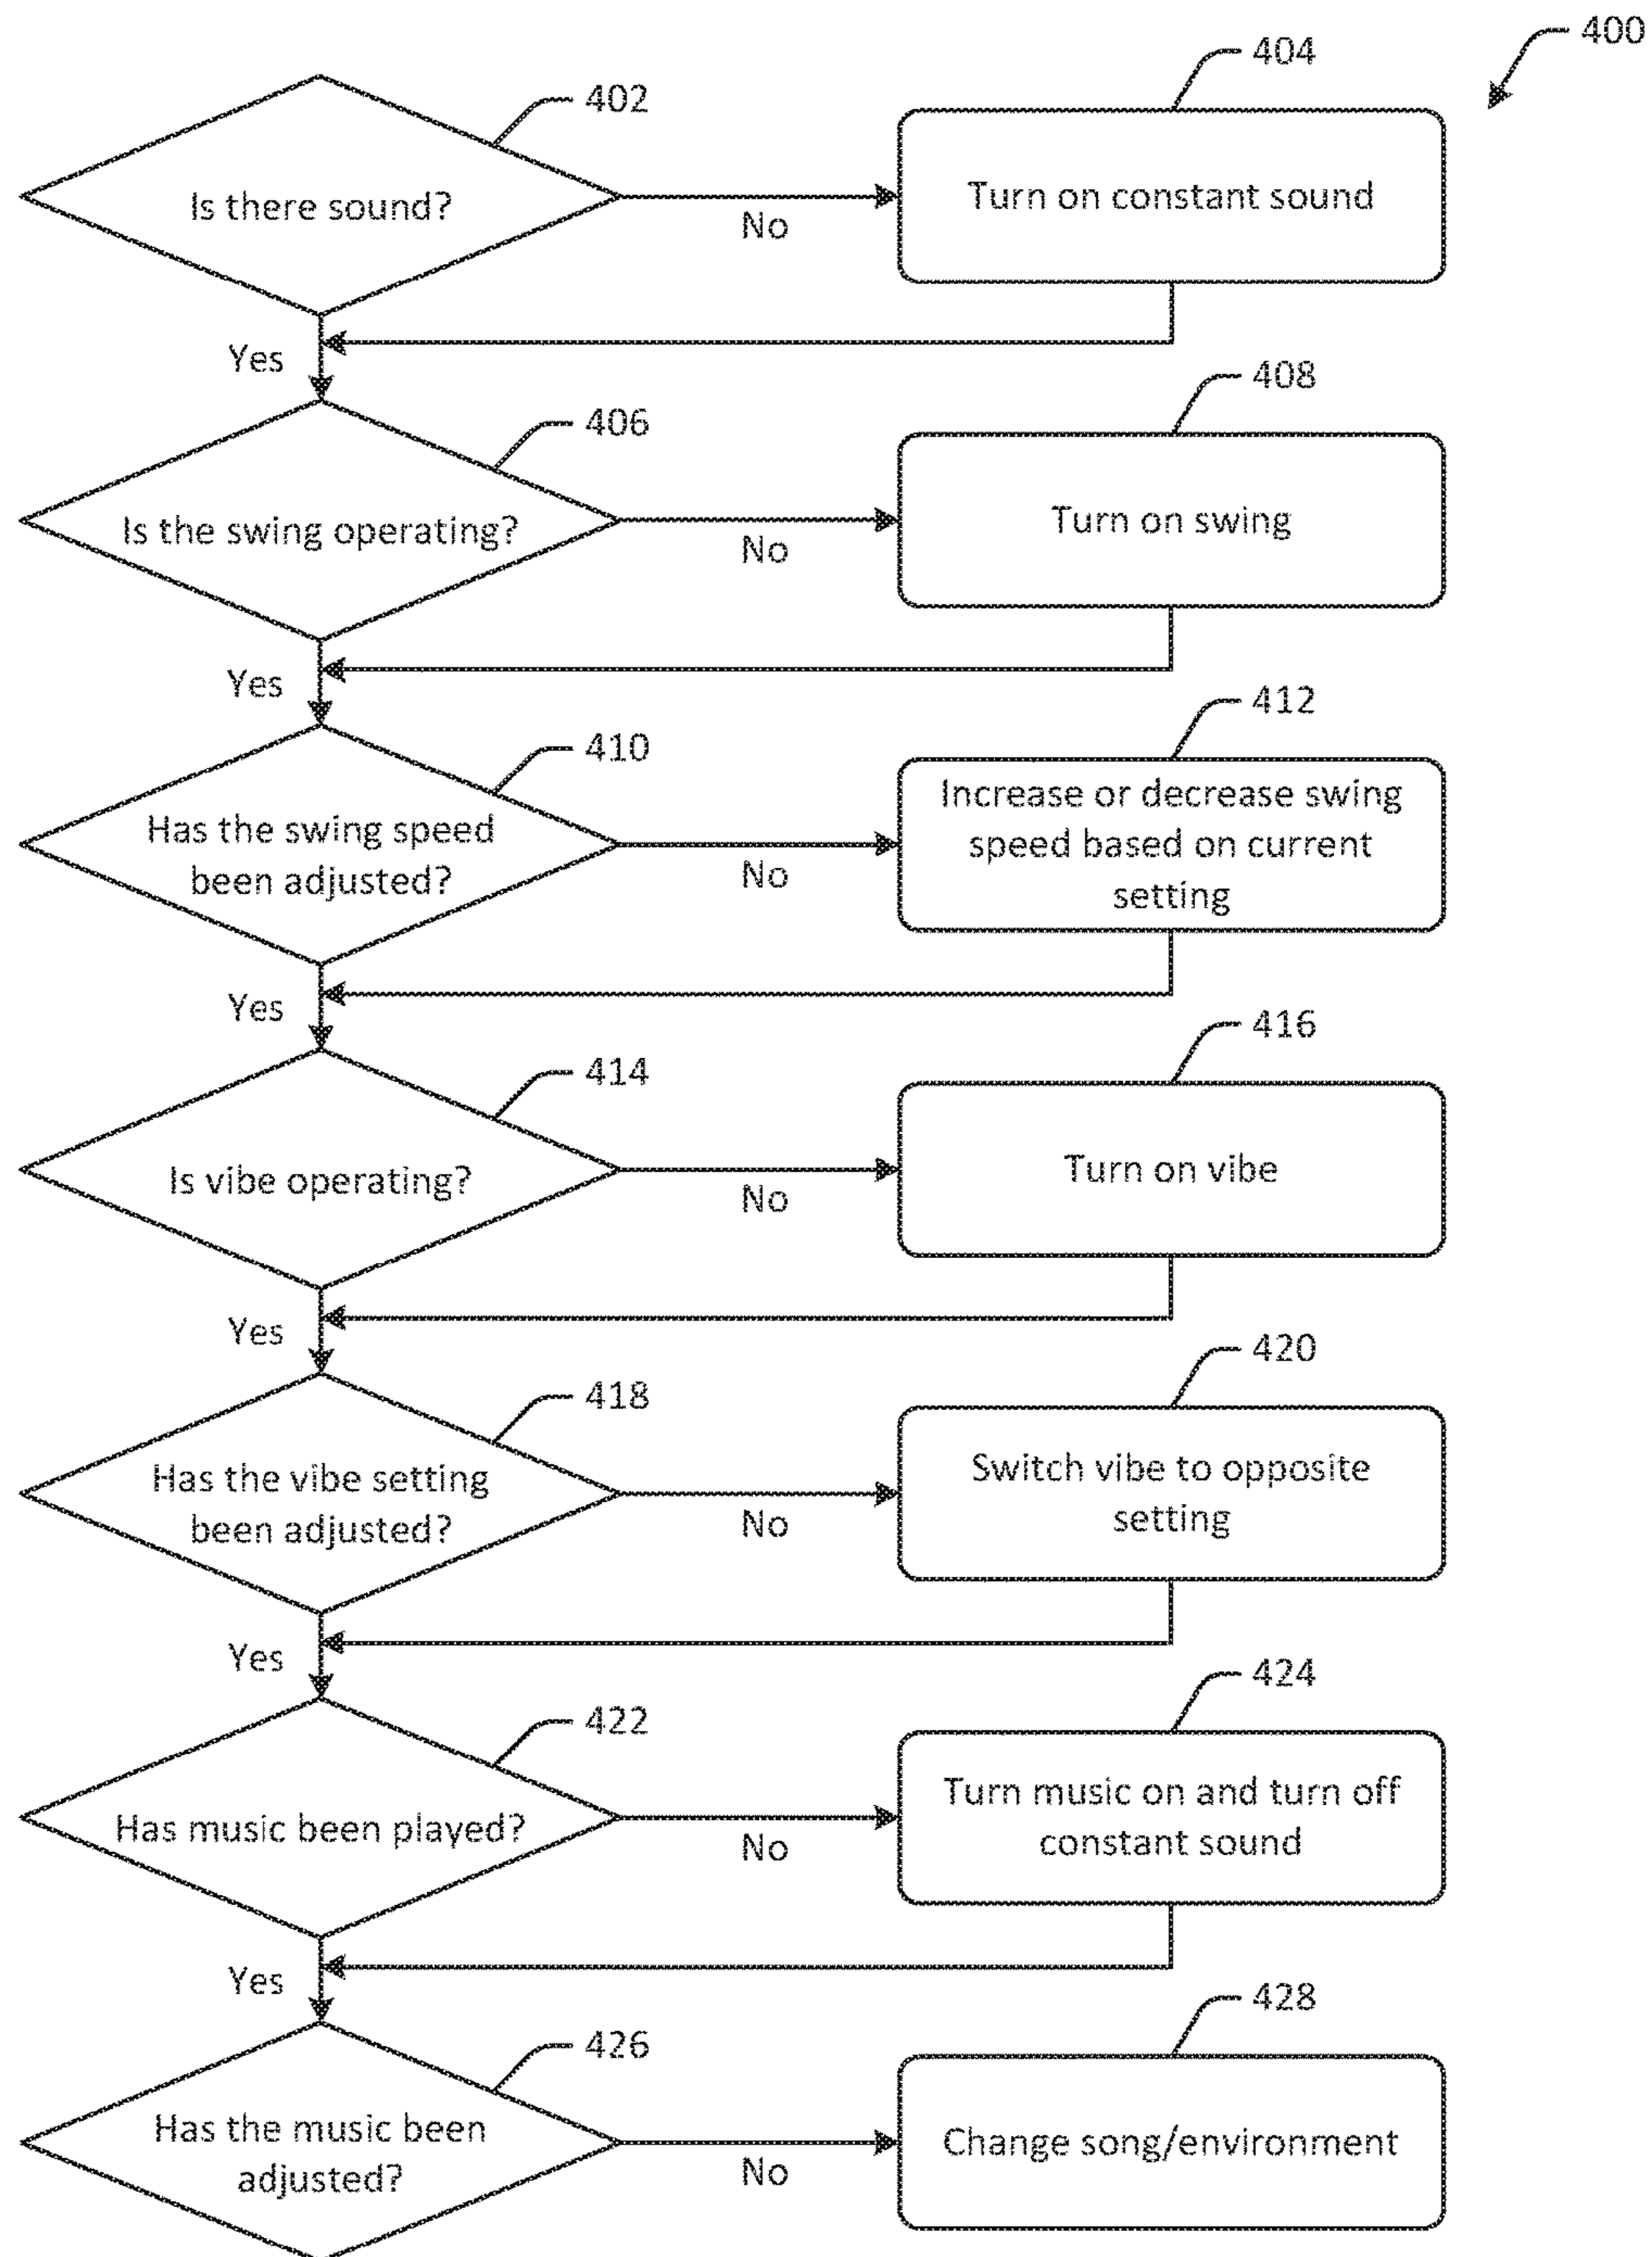 400
402
404
Is there sound?
No
Turn on constant sound
Yes
406
408
Is the swing operating?
No
Turn on swing
Yes
410
412
Has the swing speed
been adjusted?
No
Increase or decrease swing
speed based on current
setting
Yes
414
416
Is vibe operating?
No
Turn on vibe
Yes
418
420
Has the vibe setting
been adjusted?
No
Switch vibe to opposite
setting
Yes
422
424
Has music been played?
No
Turn music on and turn off
constant sound
Yes
426
428
Has the music been
adjusted?
No
Change song/environment